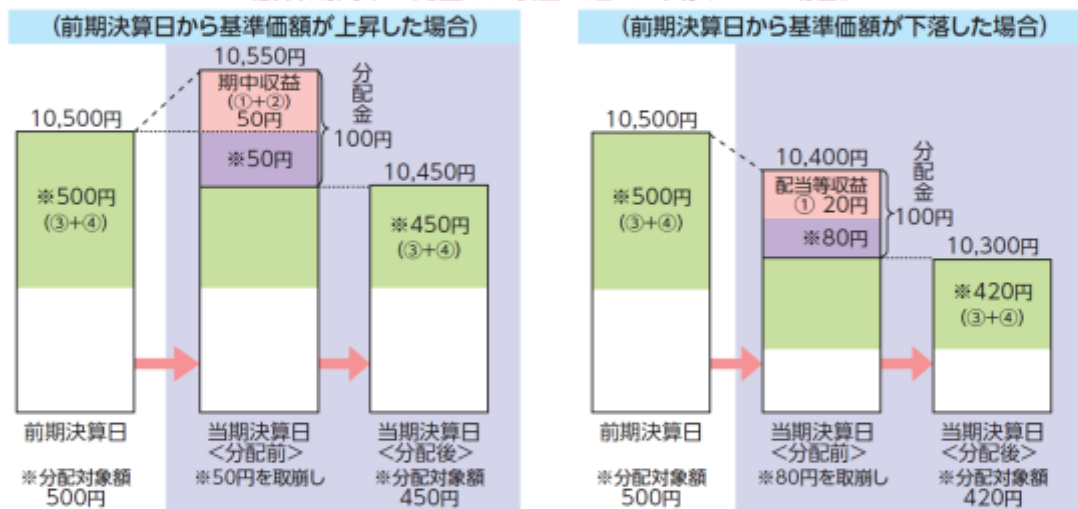 (前期決算日から基準価額が上昇した場合)
10,550円
期中収益
(①+②)
50円
分配金
100円
10,500円
※50円
10,450円
※500円
(③+④)
※450円
(③+④)
前期決算日
当期決算日
<分配前>
当期決算日
<分配後>
※分配対象額
500円
※50円を取崩し
※分配対象額
450円
(前期決算日から基準価額が下落した場合)
10,500円
10,400円
配当等収益
① 20円
分配金
100円
※80円
10,300円
※500円
(③+④)
※420円
(③+④)
前期決算日
当期決算日
<分配前>
当期決算日
<分配後>
※分配対象額
500円
※80円を取崩し
※分配対象額
420円